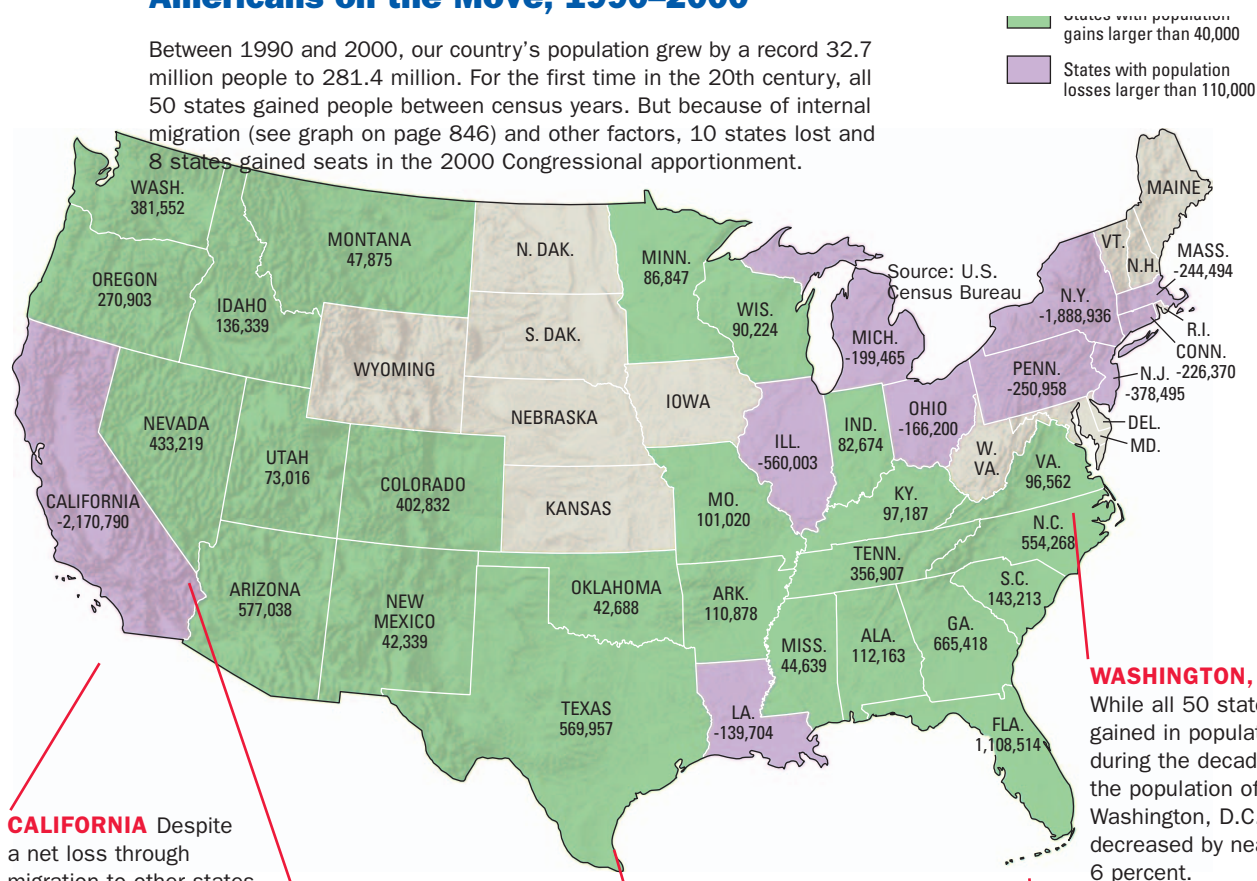 Americans on the Move, 1990–2000
Between 1990 and 2000, our country's population grew by a record 32.7
million people to 281.4 million. For the first time in the 20th century, all
50 states gained people between census years. But because of internal
migration (see graph on page 846) and other factors, 10 states lost and
8 states gained seats in the 2000 Congressional apportionment.
States with population
gains larger than 40,000
States with population
losses larger than 110,000
WASH.
381,552
OREGON
270,903
IDAHO
136,339
MONTANA
47,875
WYOMING
N. DAK.
S. DAK.
NEBRASKA
KANSAS
MINN.
86,847
IOWA
WIS.
90,224
Source: U.S.
Census Bureau
MICH.
-199,465
ILL.
-560,003
IND.
82,674
OHIO
-166,200
N.Y.
-1,888,936
PENN.
-250,958
VT.
N.H.
MAINE
MASS.
-244,494
R.I.
CONN.
-226,370
N.J.
-378,495
DEL.
MD.
W.
VA.
VA.
96,562
CALIFORNIA
-2,170,790
NEVADA
433,219
UTAH
73,016
COLORADO
402,832
ARIZONA
577,038
NEW
MEXICO
42,339
TEXAS
569,957
OKLAHOMA
42,688
MO.
101,020
ARK.
110,878
LA.
-139,704
KY.
97,187
TENN.
356,907
MISS.
44,639
ALA.
112,163
GA.
665,418
N.C.
554,268
S.C.
143,213
FLA.
1,108,514
CALIFORNIA Despite
a net loss through
migration to other states
WASHINGTON,
While all 50 state
gained in populat
during the decad
the population of
Washington, D.C.
decreased by nea
6 percent.